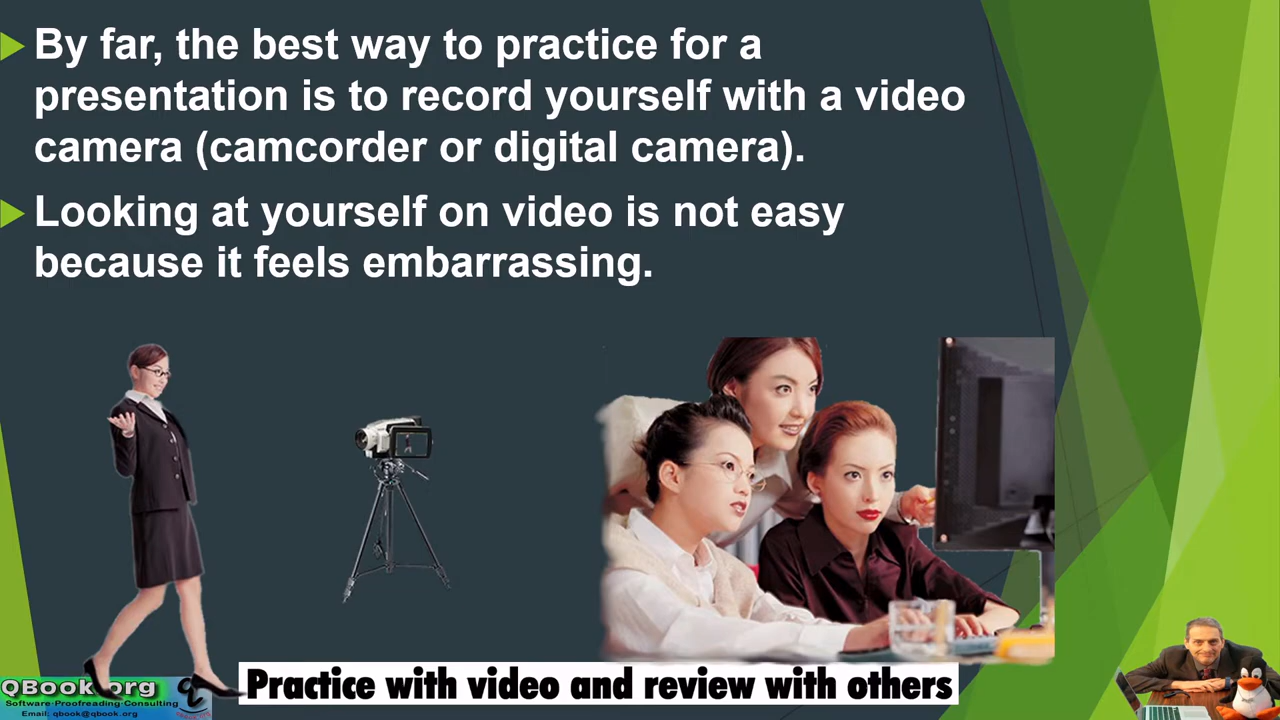 By far, the best way to practice for a
presentation is to record yourself with a video
camera (camcorder or digital camera).
Looking at yourself on video is not easy
because it feels embarrassing.
Practice with video and review with others
QBook.org
Software·Proofreading·Consulting
Email: qbook@qbook.org